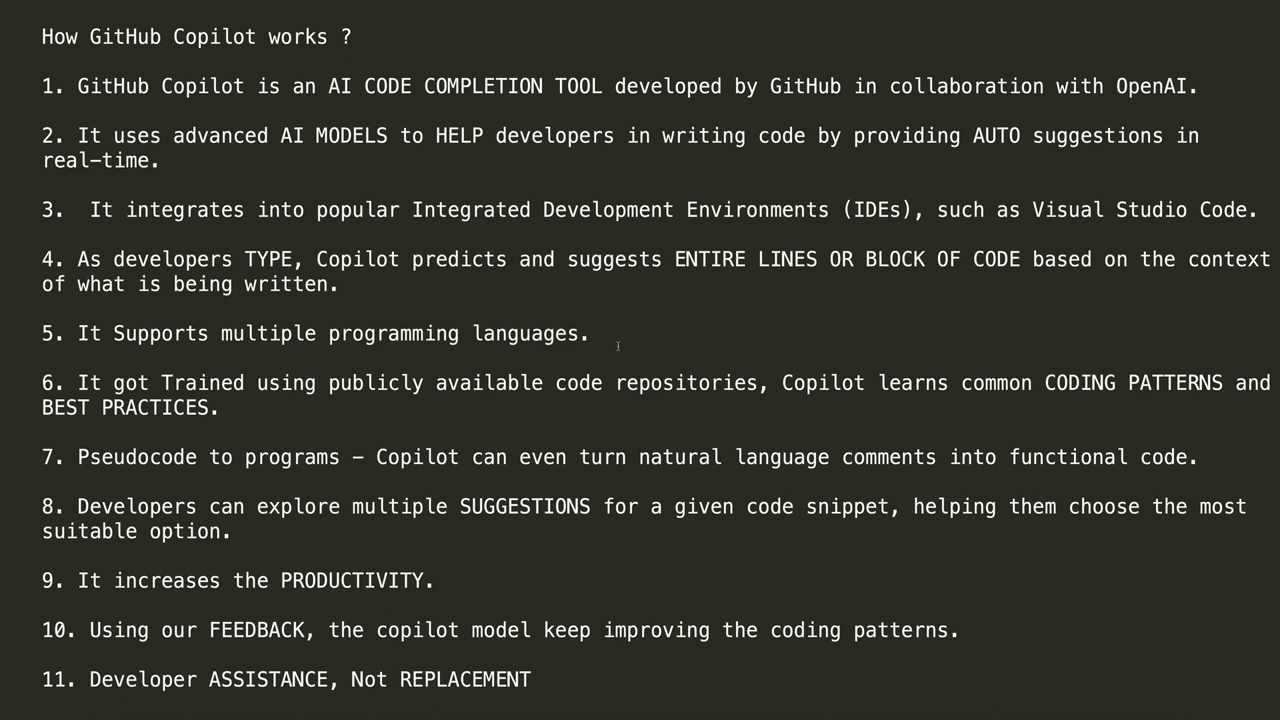 How GitHub Copilot works ?
1. GitHub Copilot is an AI CODE COMPLETION TOOL developed by GitHub in collaboration with OpenAI.
2. It uses advanced AI MODELS to HELP developers in writing code by providing AUTO suggestions in
real-time.
3.  It integrates into popular Integrated Development Environments (IDEs), such as Visual Studio Code.
4. As developers TYPE, Copilot predicts and suggests ENTIRE LINES OR BLOCK OF CODE based on the context
of what is being written.
5. It Supports multiple programming languages.
6. It got Trained using publicly available code repositories, Copilot learns common CODING PATTERNS and
BEST PRACTICES.
7. Pseudocode to programs – Copilot can even turn natural language comments into functional code.
8. Developers can explore multiple SUGGESTIONS for a given code snippet, helping them choose the most
suitable option.
9. It increases the PRODUCTIVITY.
10. Using our FEEDBACK, the copilot model keep improving the coding patterns.
11. Developer ASSISTANCE, Not REPLACEMENT